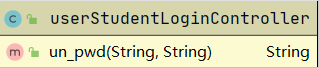 C userStudentLoginController
m un_pwd(String, String) String